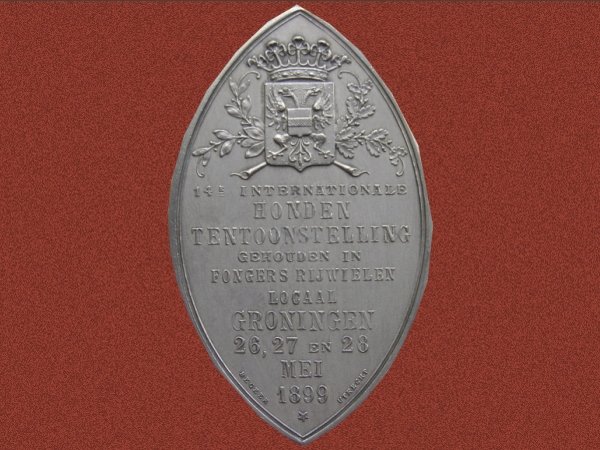 14E INTERNATIONALE
HONDEN
TENTOONSTELLING
GEHOUDEN IN
FONGERS RIJWIELEN
LOCAAL
GRONINGEN
26, 27 EN 28
MEI
1899